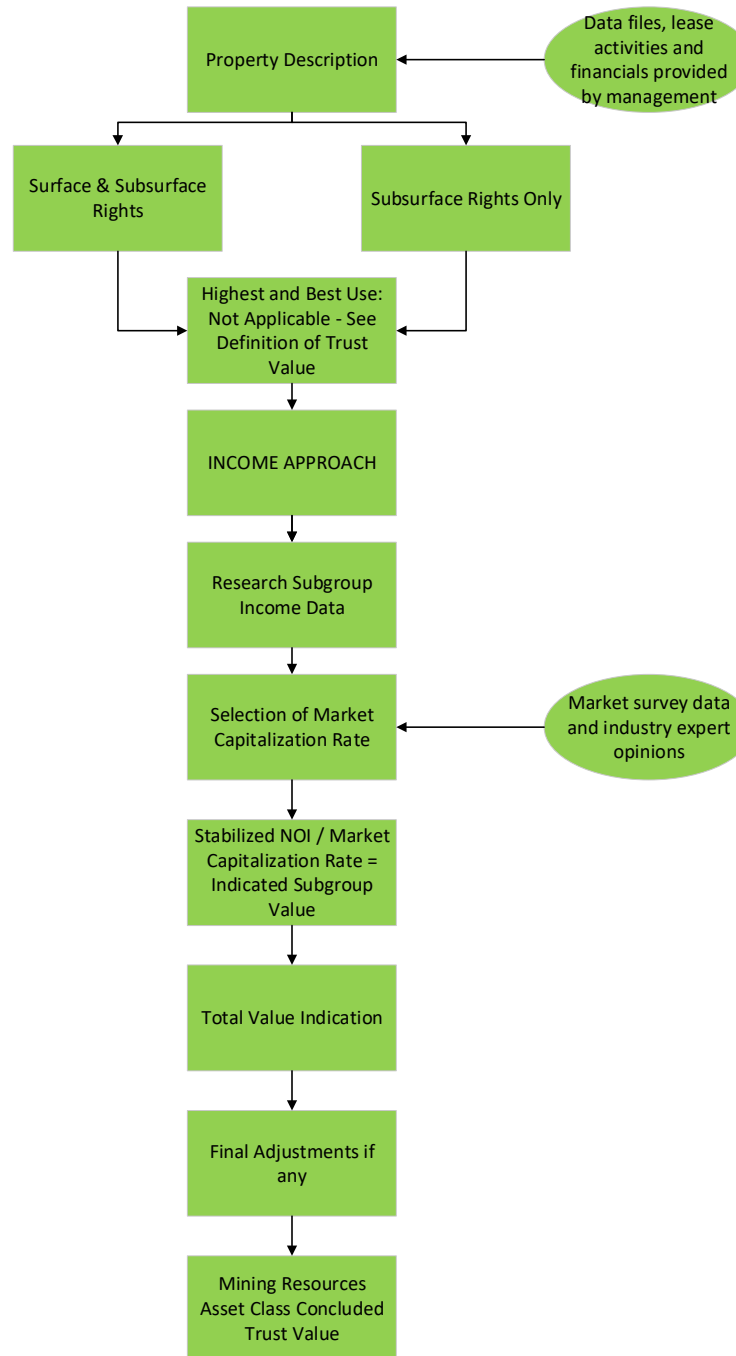 Property Description
Data files, lease
activities and
financials provided
by management
Surface & Subsurface
Rights
Subsurface Rights Only
Highest and Best Use:
Not Applicable - See
Definition of Trust
Value
INCOME APPROACH
Research Subgroup
Income Data
Selection of Market
Capitalization Rate
Market survey data
and industry expert
opinions
Stabilized NOI / Market
Capitalization Rate =
Indicated Subgroup
Value
Total Value Indication
Final Adjustments if
any
Mining Resources
Asset Class Concluded
Trust Value